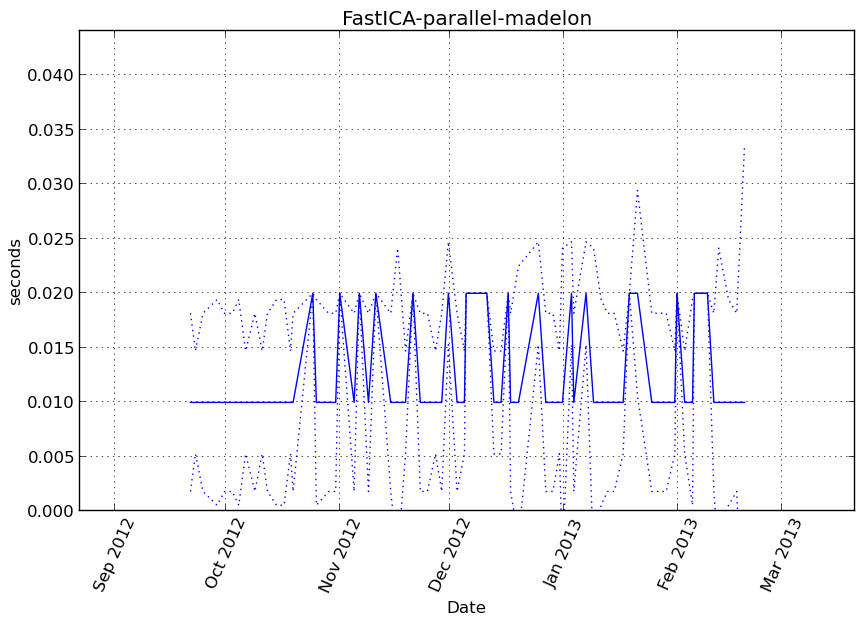 FastICA-parallel-madelon
0.040
0.035
0.030
0.025
0.020
0.015
0.010
0.005
0.000
seconds
Sep 2012
Oct 2012
Nov 2012
Dec 2012
Jan 2013
Feb 2013
Mar 2013
Date